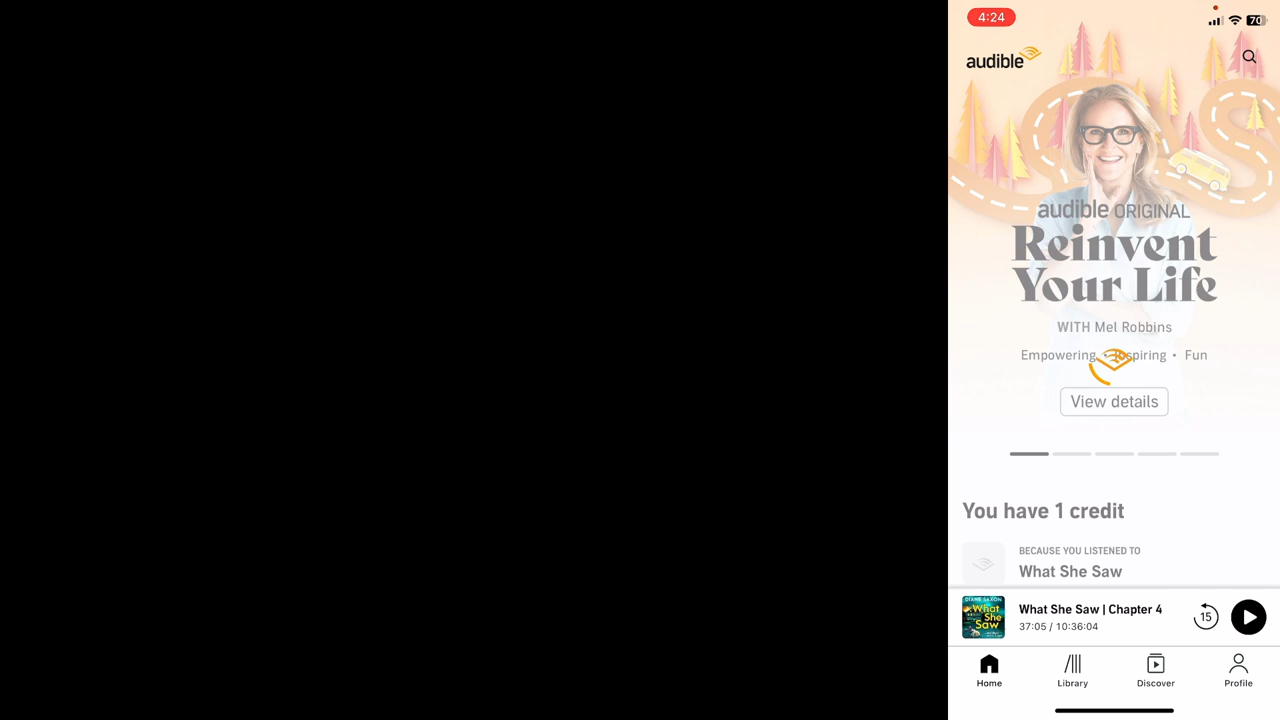 4:24
70
audible
audible ORIGINAL
Reinvent
Your Life
WITH Mel Robbins
Empowering • Inspiring • Fun
View details
You have 1 credit
BECAUSE YOU LISTENED TO
What She Saw
DIANE SAXON
What
She
Saw
What She Saw | Chapter 4
37:05 / 10:36:04
15
Home
Library
Discover
Profile